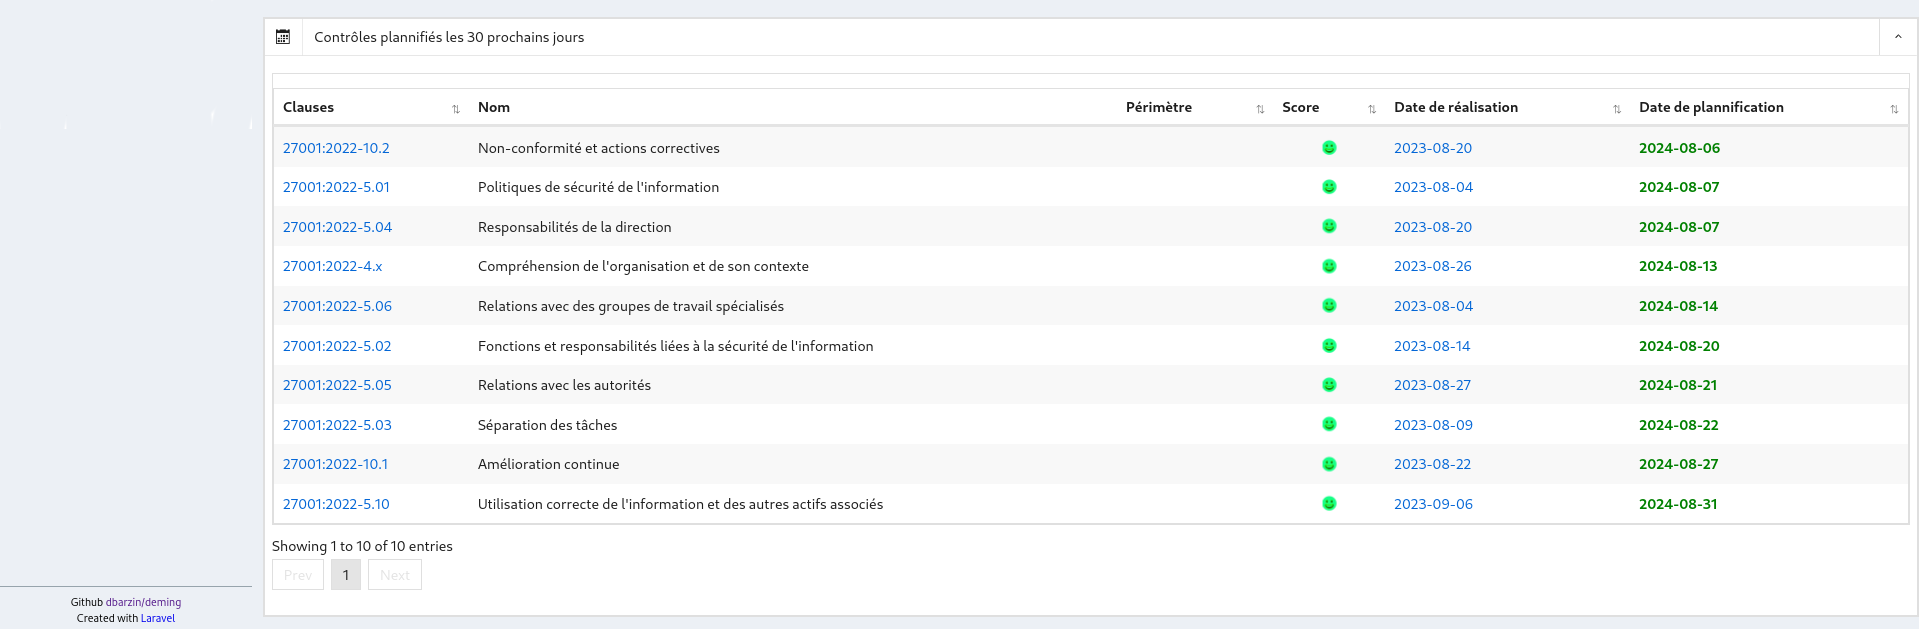 Contrôles plannifiés les 30 prochains jours
Clauses Nom Périmètre Score Date de réalisation Date de plannification
27001:2022-10.2 Non-conformité et actions correctives 2023-08-20 2024-08-06
27001:2022-5.01 Politiques de sécurité de l'information 2023-08-04 2024-08-07
27001:2022-5.04 Responsabilités de la direction 2023-08-20 2024-08-07
27001:2022-4.x Compréhension de l'organisation et de son contexte 2023-08-26 2024-08-13
27001:2022-5.06 Relations avec des groupes de travail spécialisés 2023-08-04 2024-08-14
27001:2022-5.02 Fonctions et responsabilités liées à la sécurité de l'information 2023-08-14 2024-08-20
27001:2022-5.05 Relations avec les autorités 2023-08-27 2024-08-21
27001:2022-5.03 Séparation des tâches 2023-08-09 2024-08-22
27001:2022-10.1 Amélioration continue 2023-08-22 2024-08-27
27001:2022-5.10 Utilisation correcte de l'information et des autres actifs associés 2023-09-06 2024-08-31
Showing 1 to 10 of 10 entries
Prev 1 Next
Github dbarzin/deming
Created with Laravel